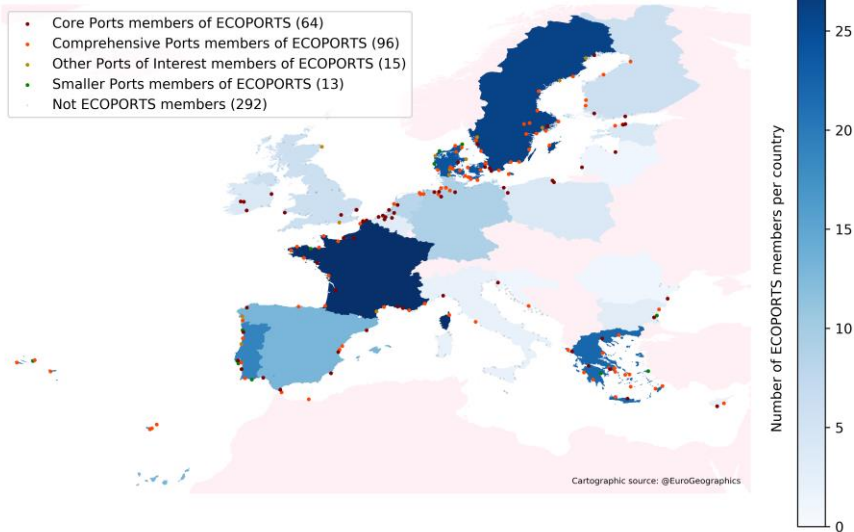 Core Ports members of ECOPORTS (64)
Comprehensive Ports members of ECOPORTS (96)
Other Ports of Interest members of ECOPORTS (15)
Smaller Ports members of ECOPORTS (13)
Not ECOPORTS members (292)
25
20
15
10
5
0
Number of ECOPORTS members per country
Cartographic source: @EuroGeographics